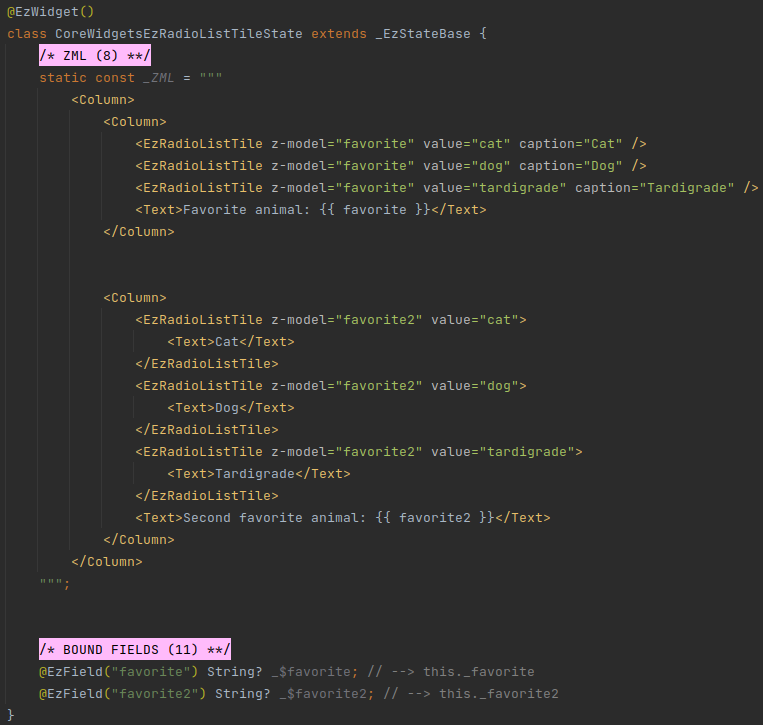 @EzWidget()
class CoreWidgetsEzRadioListTileState extends _EzStateBase {
    /* ZML (8) **/
    static const _ZML = """
        <Column>
            <Column>
                <EzRadioListTile z-model="favorite" value="cat" caption="Cat" />
                <EzRadioListTile z-model="favorite" value="dog" caption="Dog" />
                <EzRadioListTile z-model="favorite" value="tardigrade" caption="Tardigrade" />
                <Text>Favorite animal: {{ favorite }}</Text>
            </Column>
            <Column>
                <EzRadioListTile z-model="favorite2" value="cat">
                    <Text>Cat</Text>
                </EzRadioListTile>
                <EzRadioListTile z-model="favorite2" value="dog">
                    <Text>Dog</Text>
                </EzRadioListTile>
                <EzRadioListTile z-model="favorite2" value="tardigrade">
                    <Text>Tardigrade</Text>
                </EzRadioListTile>
                <Text>Second favorite animal: {{ favorite2 }}</Text>
            </Column>
        </Column>
    """;
    /* BOUND FIELDS (11) **/
    @EzField("favorite") String? _$favorite; // --> this._favorite
    @EzField("favorite2") String? _$favorite2; // --> this._favorite2
}